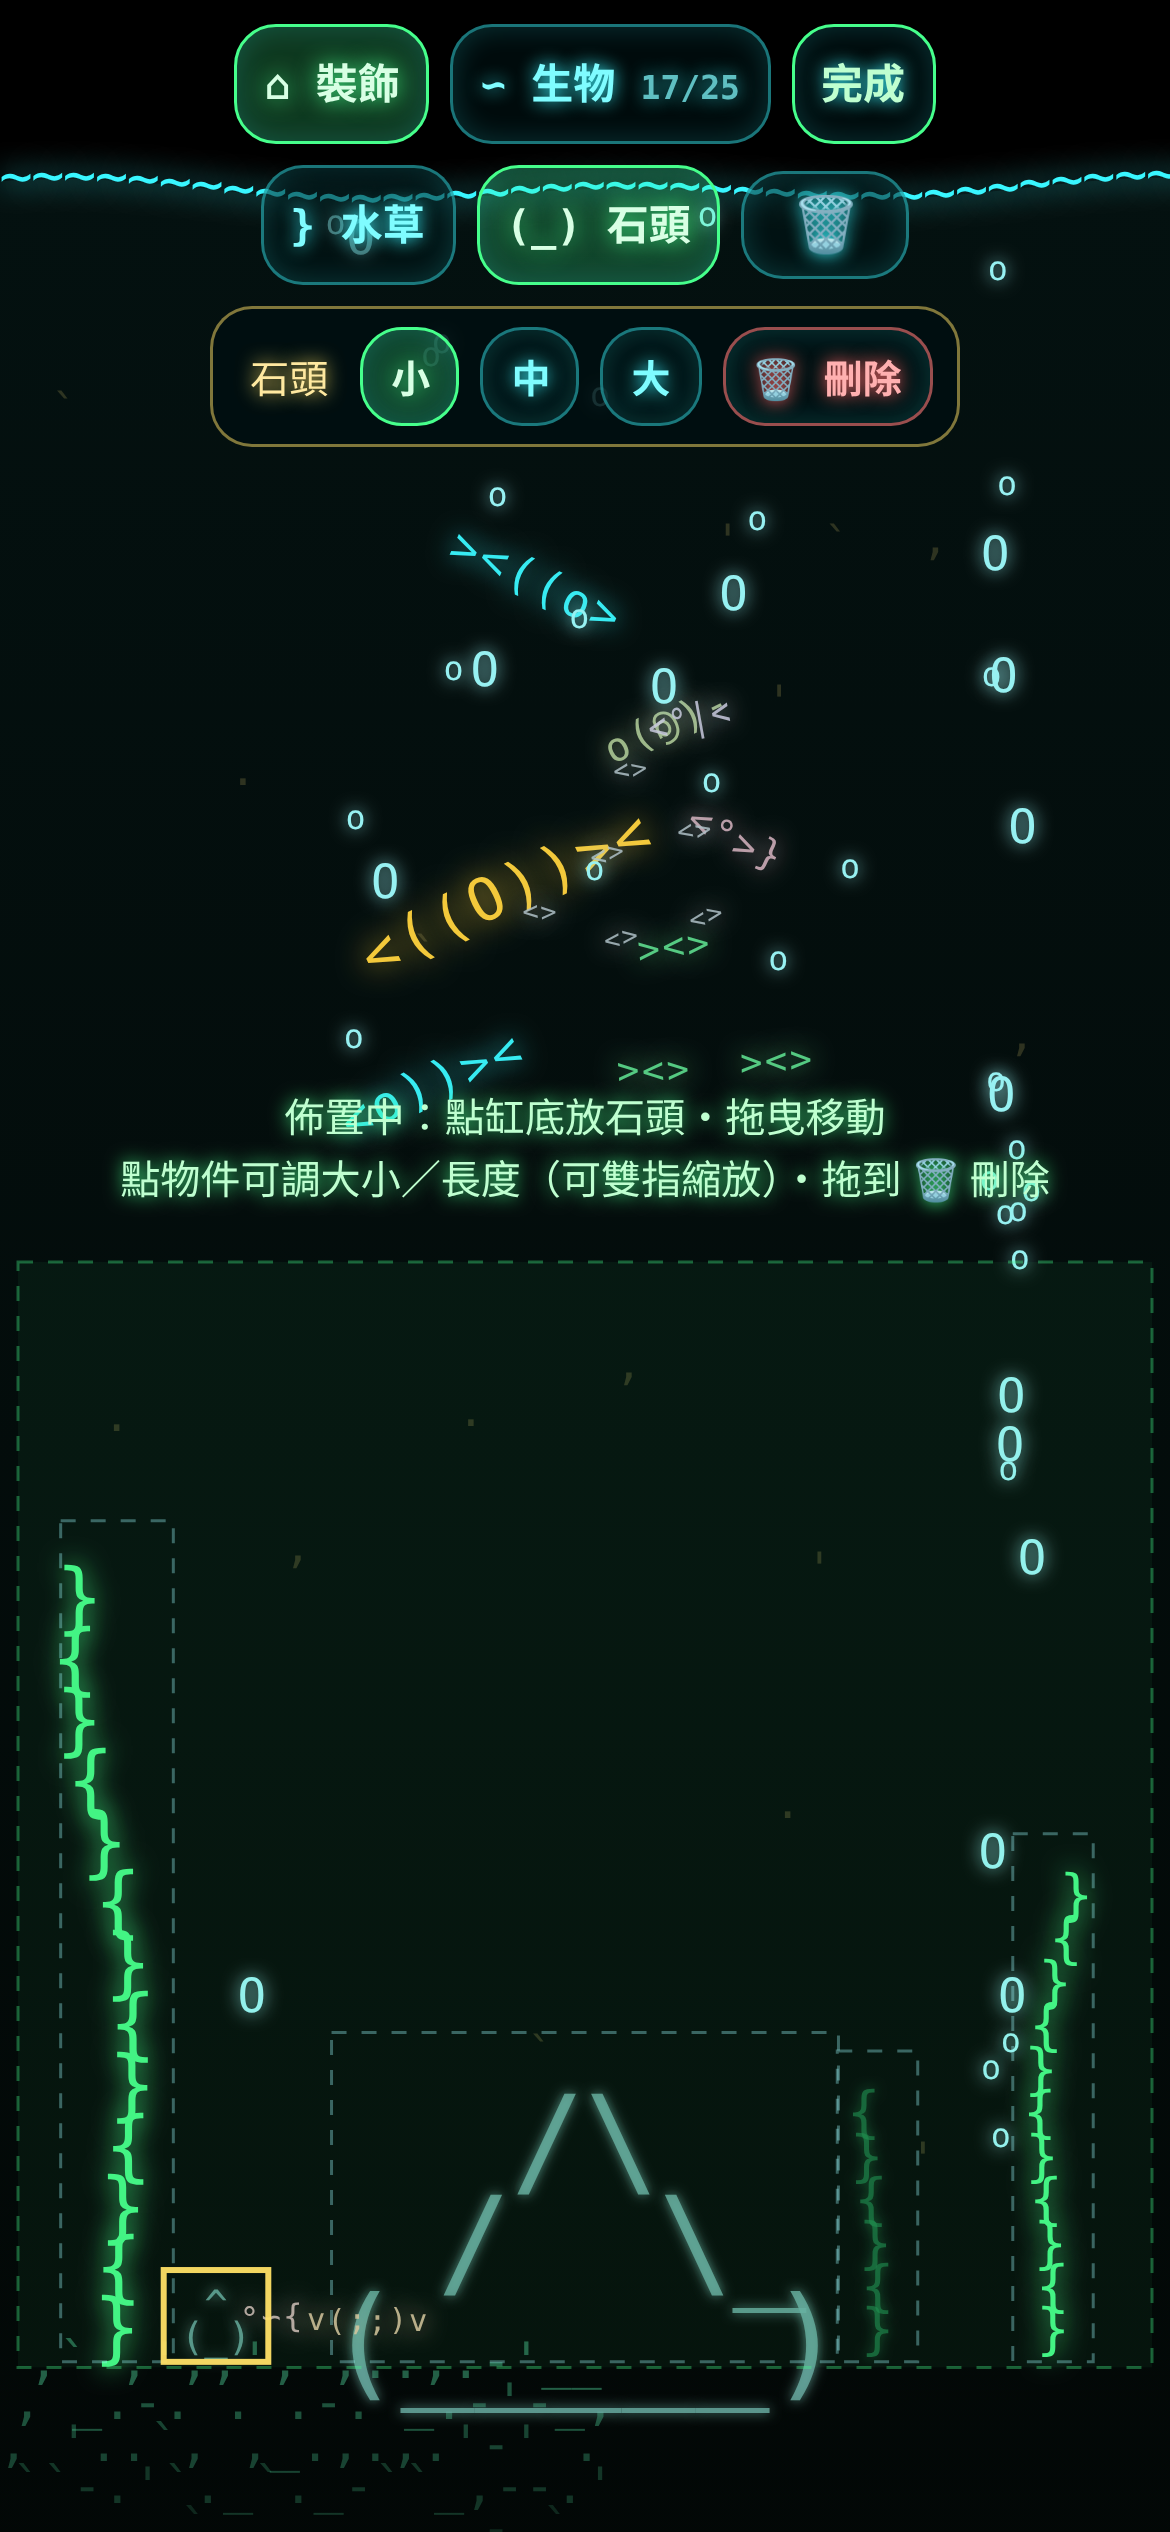 ⌂ 裝飾 ∽ 生物 17/25 完成
} 水草 (_) 石頭 🗑️
石頭 小 中 大 🗑️ 刪除
佈置中：點缸底放石頭・拖曳移動
點物件可調大小／長度（可雙指縮放）・拖到 🗑️ 刪除